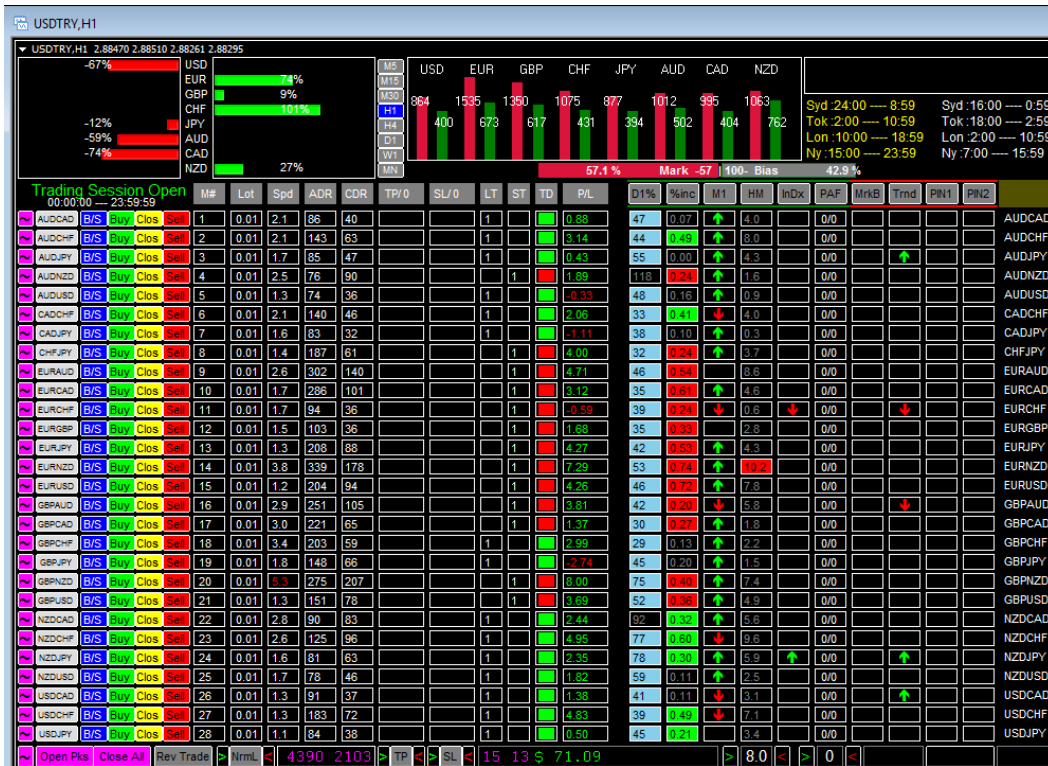 USDTRY,H1
USDTRY,H1 2.88470 2.88510 2.88261 2.88295
-67% USD
EUR 74%
GBP 9%
CHF 101%
-12% JPY
-59% AUD
-74% CAD
NZD 27%
M5
M15
M30
H1
H4
D1
W1
MN
USD EUR GBP CHF JPY AUD CAD NZD
864 400 1535 673 1350 617 1075 431 877 394 1012 502 995 404 1063 762
57.1 % Mark -57 100- Bias 42.9 %
Syd :24:00 ---- 8:59 Syd :16:00 ---- 0:59
Tok :2:00 ---- 10:59 Tok :18:00 ---- 2:59
Lon :10:00 ---- 18:59 Lon :2:00 ---- 10:59
Ny :15:00 ---- 23:59 Ny :7:00 ---- 15:59
Trading Session Open
00:00:00 --- 23:59:59
M# Lot Spd ADR CDR TP/ 0 SL/ 0 LT ST TD P/L D1% %inc M1 HM InDx PAF MrkB Trnd PIN1 PIN2
~ AUDCAD B/S Buy Clos Sell 1 0.01 2.1 86 40 1 0.88 47 0.07 4.0 0/0 AUDCAD
~ AUDCHF B/S Buy Clos Sell 2 0.01 2.1 143 63 1 3.14 44 0.49 8.0 0/0 AUDCHF
~ AUDJPY B/S Buy Clos Sell 3 0.01 1.7 85 47 1 0.43 55 0.00 4.3 0/0 AUDJPY
~ AUDNZD B/S Buy Clos Sell 4 0.01 2.5 76 90 1 1.89 118 0.24 1.6 0/0 AUDNZD
~ AUDUSD B/S Buy Clos Sell 5 0.01 1.3 74 36 1 -0.33 48 0.16 0.9 0/0 AUDUSD
~ CADCHF B/S Buy Clos Sell 6 0.01 2.1 140 46 1 2.06 33 0.41 4.0 0/0 CADCHF
~ CADJPY B/S Buy Clos Sell 7 0.01 1.6 83 32 1 -1.11 38 0.10 0.3 0/0 CADJPY
~ CHFJPY B/S Buy Clos Sell 8 0.01 1.4 187 61 1 4.00 32 0.24 3.7 0/0 CHFJPY
~ EURAUD B/S Buy Clos Sell 9 0.01 2.6 302 140 1 4.71 46 0.54 8.6 0/0 EURAUD
~ EURCAD B/S Buy Clos Sell 10 0.01 1.7 286 101 1 3.12 35 0.61 4.6 0/0 EURCAD
~ EURCHF B/S Buy Clos Sell 11 0.01 1.7 94 36 1 -0.59 39 0.24 0.6 0/0 EURCHF
~ EURGBP B/S Buy Clos Sell 12 0.01 1.5 103 36 1 1.68 35 0.33 2.8 0/0 EURGBP
~ EURJPY B/S Buy Clos Sell 13 0.01 1.3 208 88 1 4.27 42 0.53 4.3 0/0 EURJPY
~ EURNZD B/S Buy Clos Sell 14 0.01 3.8 339 178 1 7.29 53 0.74 10.2 0/0 EURNZD
~ EURUSD B/S Buy Clos Sell 15 0.01 1.2 204 94 1 4.26 46 0.72 7.8 0/0 EURUSD
~ GBPAUD B/S Buy Clos Sell 16 0.01 2.9 251 105 1 3.81 42 0.20 5.8 0/0 GBPAUD
~ GBPCAD B/S Buy Clos Sell 17 0.01 3.0 221 65 1 1.37 30 0.27 1.8 0/0 GBPCAD
~ GBPCHF B/S Buy Clos Sell 18 0.01 3.4 203 59 1 2.99 29 0.13 2.2 0/0 GBPCHF
~ GBPJPY B/S Buy Clos Sell 19 0.01 1.8 148 66 1 -2.74 45 0.20 1.5 0/0 GBPJPY
~ GBPNZD B/S Buy Clos Sell 20 0.01 5.3 275 207 1 8.00 75 0.40 7.4 0/0 GBPNZD
~ GBPUSD B/S Buy Clos Sell 21 0.01 1.3 151 78 1 3.69 52 0.36 4.9 0/0 GBPUSD
~ NZDCAD B/S Buy Clos Sell 22 0.01 2.8 90 83 1 2.44 92 0.32 5.6 0/0 NZDCAD
~ NZDCHF B/S Buy Clos Sell 23 0.01 2.6 125 96 1 4.95 77 0.60 9.6 0/0 NZDCHF
~ NZDJPY B/S Buy Clos Sell 24 0.01 1.6 81 63 1 2.35 78 0.30 5.9 0/0 NZDJPY
~ NZDUSD B/S Buy Clos Sell 25 0.01 1.7 78 46 1 1.82 59 0.11 2.5 0/0 NZDUSD
~ USDCAD B/S Buy Clos Sell 26 0.01 1.3 91 37 1 1.38 41 0.11 3.1 0/0 USDCAD
~ USDCHF B/S Buy Clos Sell 27 0.01 1.3 183 72 1 4.83 39 0.49 7.1 0/0 USDCHF
~ USDJPY B/S Buy Clos Sell 28 0.01 1.1 84 38 1 0.50 45 0.21 3.4 0/0 USDJPY
~ Open Pks Close All Rev Trade > NrmL < 4390 2103 > TP < > SL < 15 13 $ 71.09 > 8.0 < > 0 <